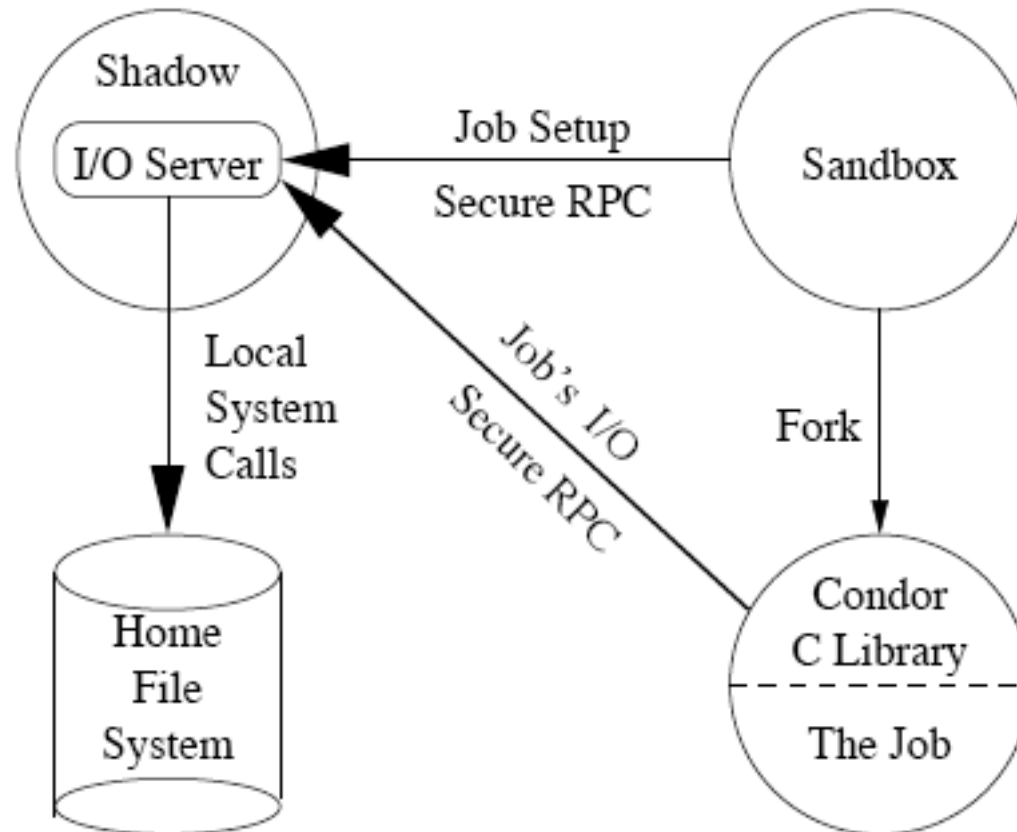 Shadow
I/O Server
Job Setup
Secure RPC
Sandbox
Local
System
Calls
Job's I/O
Secure RPC
Fork
Home
File
System
Condor
C Library
The Job